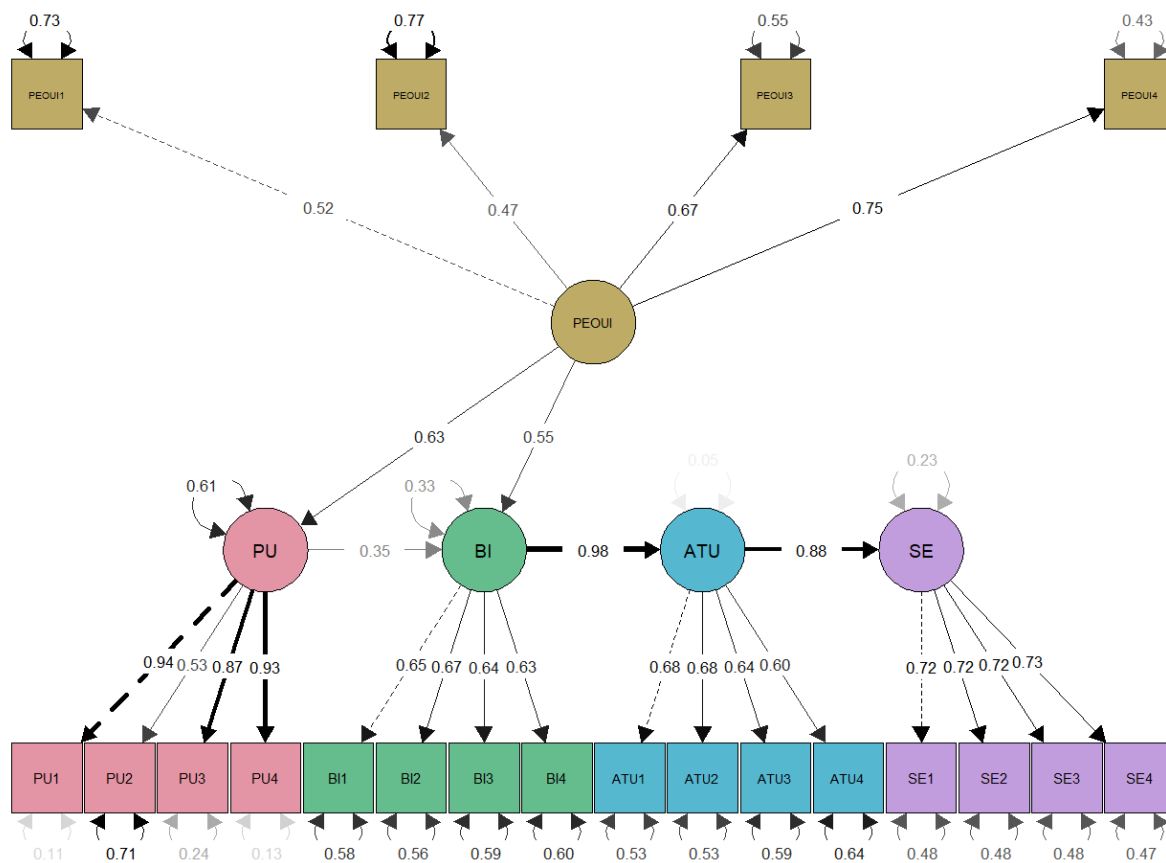 0.73 0.77 0.55 0.43
PEOUI1 PEOUI2 PEOUI3 PEOUI4
0.52 0.47 0.67 0.75
PEOUI
0.63 0.55
0.61 0.33 0.05 0.23
PU 0.35 BI 0.98 ATU 0.88 SE
0.94 0.53 0.87 0.93 0.65 0.67 0.64 0.63 0.68 0.68 0.64 0.60 0.72 0.72 0.72 0.73
PU1 PU2 PU3 PU4 BI1 BI2 BI3 BI4 ATU1 ATU2 ATU3 ATU4 SE1 SE2 SE3 SE4
0.11 0.71 0.24 0.13 0.58 0.56 0.59 0.60 0.53 0.53 0.59 0.64 0.48 0.48 0.48 0.47